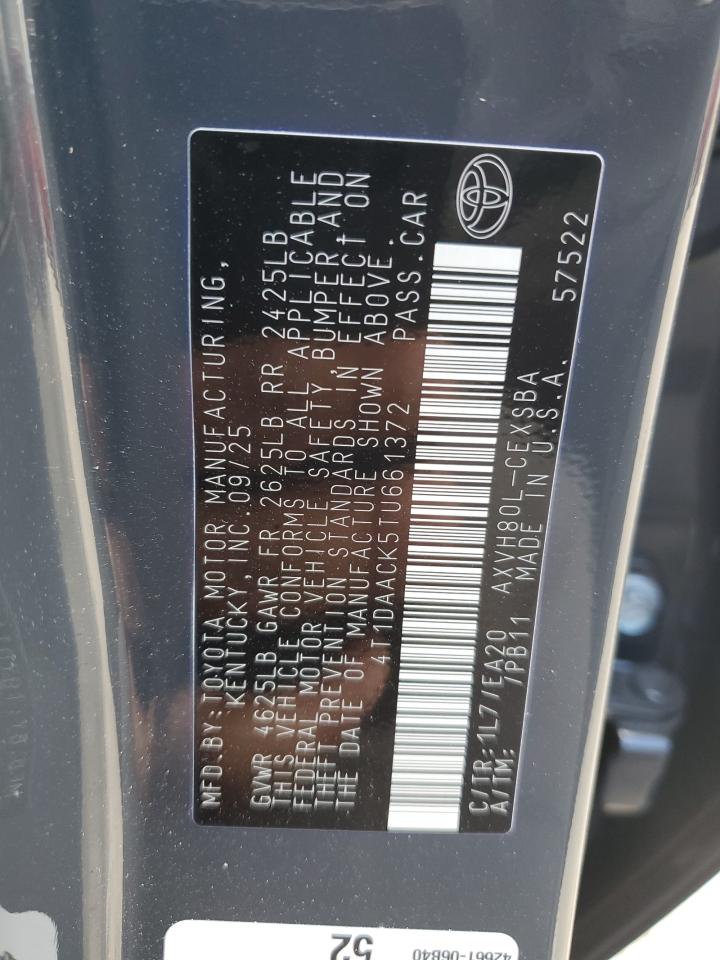 MFD.BY:TOYOTA MOTOR MANUFACTURING,
KENTUCKY,INC.09/25
GVWR 4625LB GAWR FR 2625LB RR 2425LB
THIS VEHICLE CONFORMS TO ALL APPLICABLE
FEDERAL MOTOR VEHICLE SAFETY, BUMPER,AND
THEFT PREVENTION STANDARDS IN EFFECT ON
THE DATE OF MANUFACTURE SHOWN ABOVE.
4T1DAACK5TU661372 PASS.CAR
C/TR:1L7/EA20 AXVH80L-CEXSBA
A/TM: /PB11 MADE IN U.S.A. 57522
52
42661-06B40